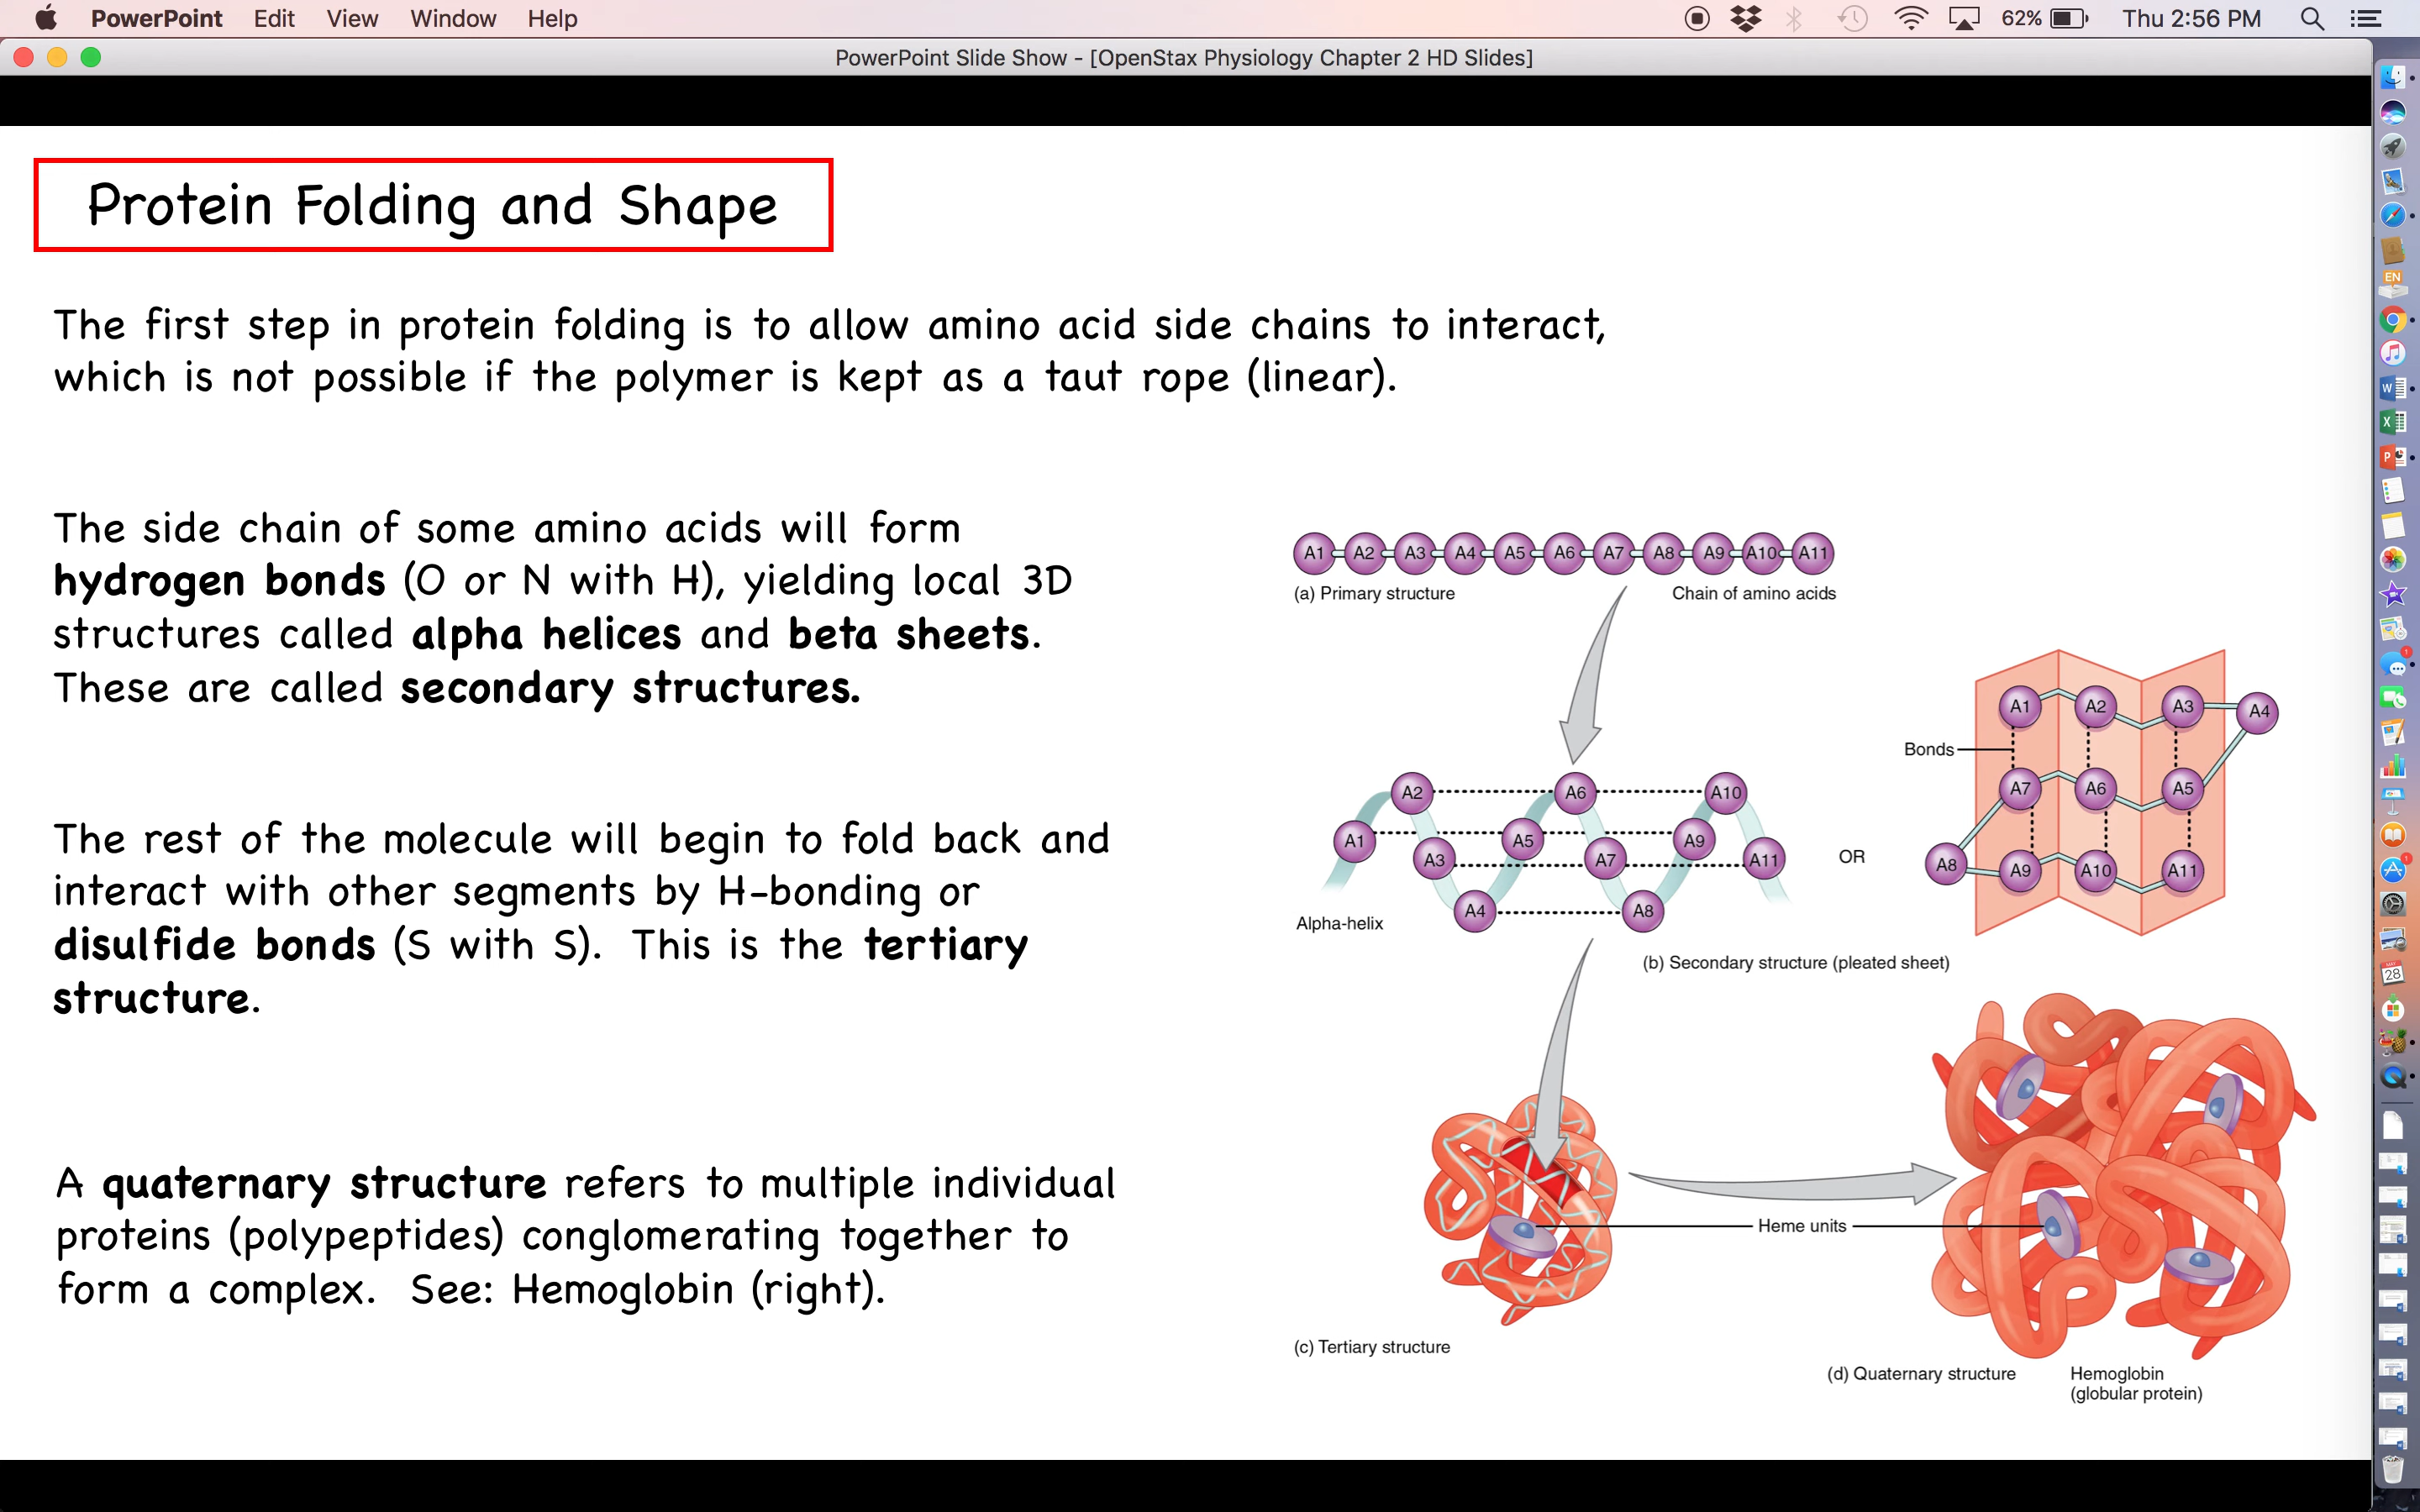 PowerPoint Edit View Window Help 62% Thu 2:56 PM
PowerPoint Slide Show - [OpenStax Physiology Chapter 2 HD Slides]
Protein Folding and Shape
The first step in protein folding is to allow amino acid side chains to interact,
which is not possible if the polymer is kept as a taut rope (linear).
The side chain of some amino acids will form
hydrogen bonds (O or N with H), yielding local 3D
structures called alpha helices and beta sheets.
These are called secondary structures.
The rest of the molecule will begin to fold back and
interact with other segments by H-bonding or
disulfide bonds (S with S). This is the tertiary
structure.
A quaternary structure refers to multiple individual
proteins (polypeptides) conglomerating together to
form a complex. See: Hemoglobin (right).
A1 A2 A3 A4 A5 A6 A7 A8 A9 A10 A11
(a) Primary structure Chain of amino acids
A2 A6 A10
A1 A5 A9
A3 A7 A11
A4 A8
Alpha-helix
OR
A1 A2 A3 A4
Bonds
A7 A6 A5
A8 A9 A10 A11
(b) Secondary structure (pleated sheet)
Heme units
(c) Tertiary structure
(d) Quaternary structure
Hemoglobin
(globular protein)
EN
W
X
P
1
1
28